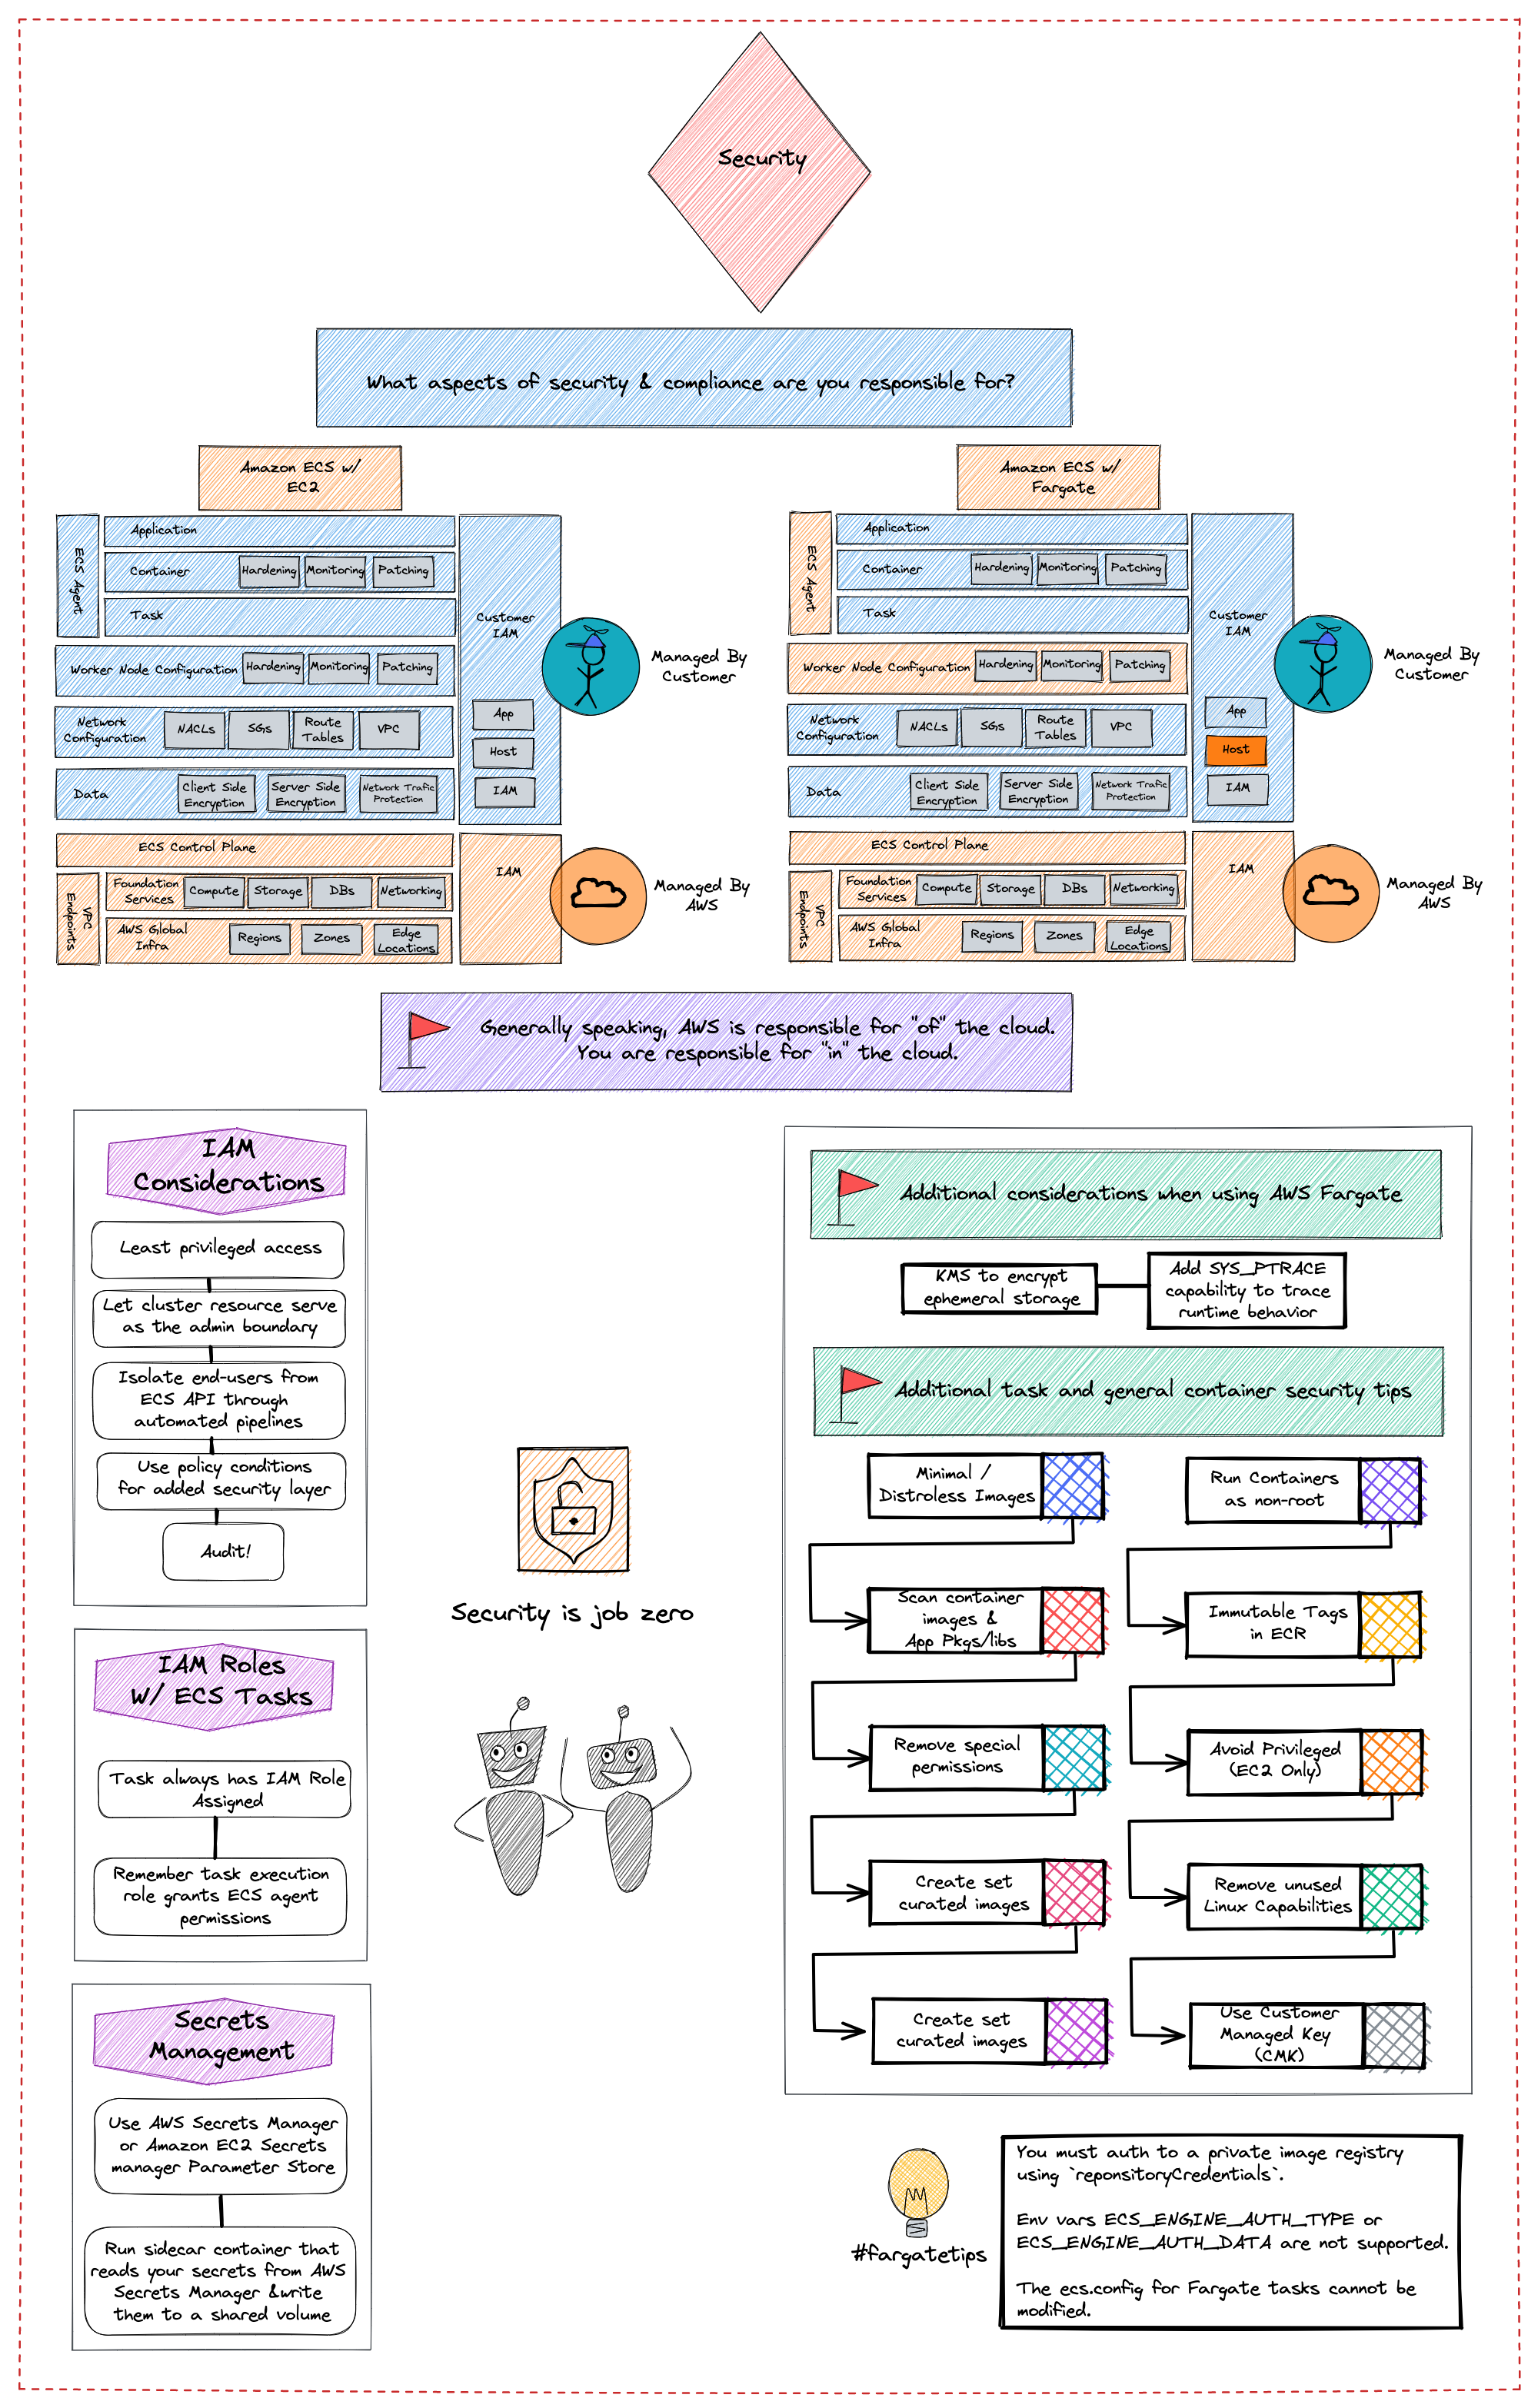 Security
What aspects of security & compliance are you responsible for?
Amazon ECS w/
EC2
ECS Agent
Application
Container
Hardening
Monitoring
Patching
Task
Worker Node Configuration
Hardening
Monitoring
Patching
Network
Configuration
NACLs
SGs
Route
Tables
VPC
Data
Client Side
Encryption
Server Side
Encryption
Network Trafic
Protection
Customer
IAM
App
Host
IAM
Managed By
Customer
ECS Control Plane
VPC
Endpoints
Foundation
Services
Compute
Storage
DBs
Networking
AWS Global
Infra
Regions
Zones
Edge
Locations
IAM
Managed By
AWS
Amazon ECS w/
Fargate
ECS Agent
Application
Container
Hardening
Monitoring
Patching
Task
Worker Node Configuration
Hardening
Monitoring
Patching
Network
Configuration
NACLs
SGs
Route
Tables
VPC
Data
Client Side
Encryption
Server Side
Encryption
Network Trafic
Protection
Customer
IAM
App
Host
IAM
Managed By
Customer
ECS Control Plane
VPC
Endpoints
Foundation
Services
Compute
Storage
DBs
Networking
AWS Global
Infra
Regions
Zones
Edge
Locations
IAM
Managed By
AWS
Generally speaking, AWS is responsible for "of" the cloud.
You are responsible for "in" the cloud.
IAM
Considerations
Least privileged access
Let cluster resource serve
as the admin boundary
Isolate end-users from
ECS API through
automated pipelines
Use policy conditions
for added security layer
Audit!
IAM Roles
W/ ECS Tasks
Task always has IAM Role
Assigned
Remember task execution
role grants ECS agent
permissions
Secrets
Management
Use AWS Secrets Manager
or Amazon EC2 Secrets
manager Parameter Store
Run sidecar container that
reads your secrets from AWS
Secrets Manager &write
them to a shared volume
Security is job zero
Additional considerations when using AWS Fargate
KMS to encrypt
ephemeral storage
Add SYS_PTRACE
capability to trace
runtime behavior
Additional task and general container security tips
Minimal /
Distroless Images
Scan container
images &
App Pkgs/libs
Remove special
permissions
Create set
curated images
Create set
curated images
Run Containers
as non-root
Immutable Tags
in ECR
Avoid Privileged
(EC2 Only)
Remove unused
Linux Capabilities
Use Customer
Managed Key
(CMK)
#fargatetips
You must auth to a private image registry
using `reponsitoryCredentials`.
Env vars ECS_ENGINE_AUTH_TYPE or
ECS_ENGINE_AUTH_DATA are not supported.
The ecs.config for Fargate tasks cannot be
modified.